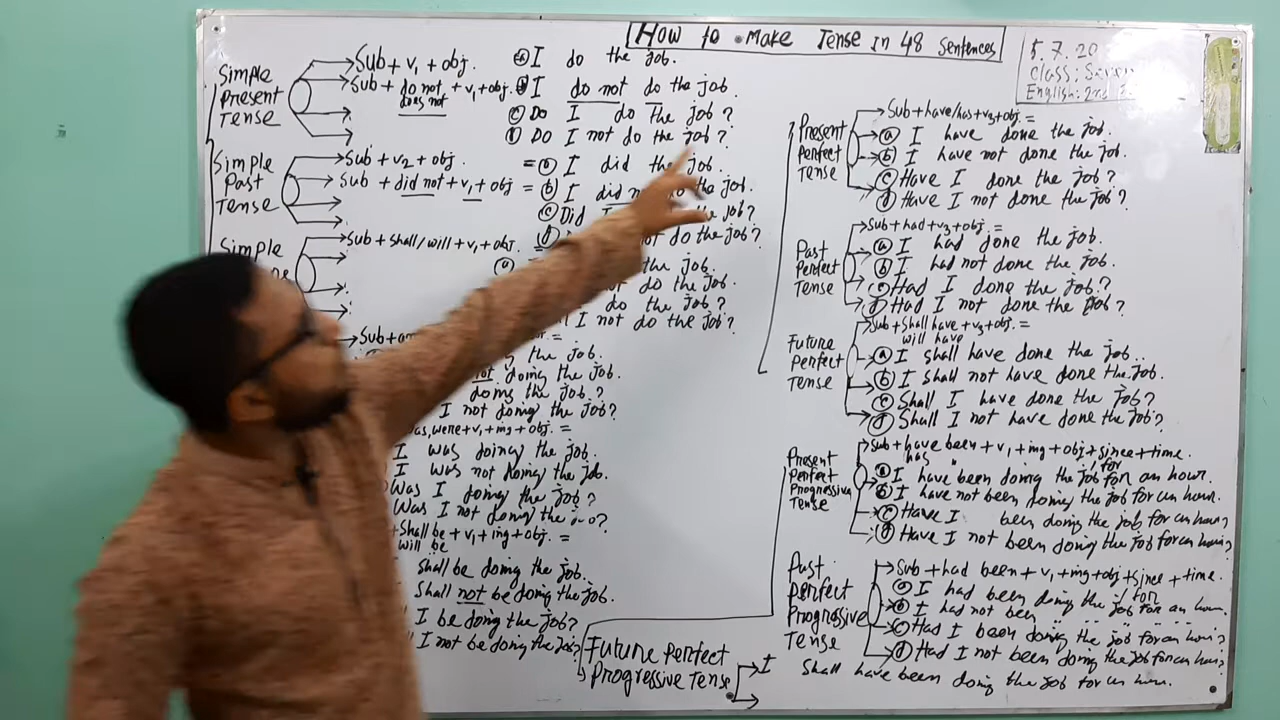 How to Make Tense in 48 Sentences
5.7.20
Class: Seven
English: 2nd
Simple
Present
Tense
Sub + v1 + obj.
Sub + do not + v1 + obj.
does not
ⓐ I do the job.
ⓑ I do not do the job.
ⓒ Do I do the job?
ⓓ Do I not do the job?
Simple
Past
Tense
Sub + v2 + obj.
Sub + did not + v1 + obj
= ⓐ I did the job.
= ⓑ I did not do the job.
ⓒ Did I the job?
ⓓ not do the job?
Simple
Sub + shall/will + v1 + obj.
ⓐ the job.
not do the job.
do the job?
I not do the job?
Sub + am
the job.
not doing the job.
doing the job?
I not doing the job?
was, were + v1 + ing + obj. =
I was doing the job.
I was not doing the job.
Was I doing the job?
Was I not doing the job?
+ Shall be + v1 + ing + obj. =
will be
shall be doing the job.
Shall not be doing the job.
I be doing the job?
I not be doing the job?
Future Perfect
Progressive Tense
I shall have been doing the job for an hour.
Present
Perfect
Tense
Sub + have/has + v3 + obj. =
ⓐ I have done the job.
ⓑ I have not done the job.
ⓒ Have I done the job?
ⓓ Have I not done the job?
Past
Perfect
Tense
Sub + had + v3 + obj. =
ⓐ I had done the job.
ⓑ I had not done the job.
ⓒ Had I done the job?
ⓓ Had I not done the job?
Future
Perfect
Tense
Sub + Shall have + v3 + obj. =
will have
ⓐ I shall have done the job..
ⓑ I shall not have done the job.
ⓒ Shall I have done the job?
ⓓ Shall I not have done the job?
Present
Perfect
Progressive
Tense
Sub + have been + v1 + ing + obj + since + time.
has " for
ⓐ I have been doing the job for an hour.
ⓑ I have not been doing the job for an hour.
ⓒ Have I been doing the job for an hour?
ⓓ Have I not been doing the job for an hour?
Past
Perfect
Progressive
Tense
Sub + had been + v1 + ing + obj + since + time.
for
ⓐ I had been doing the job for an hour.
ⓑ I had not been
ⓒ Had I been doing the job for an hour?
ⓓ Had I not been doing the job for an hour?